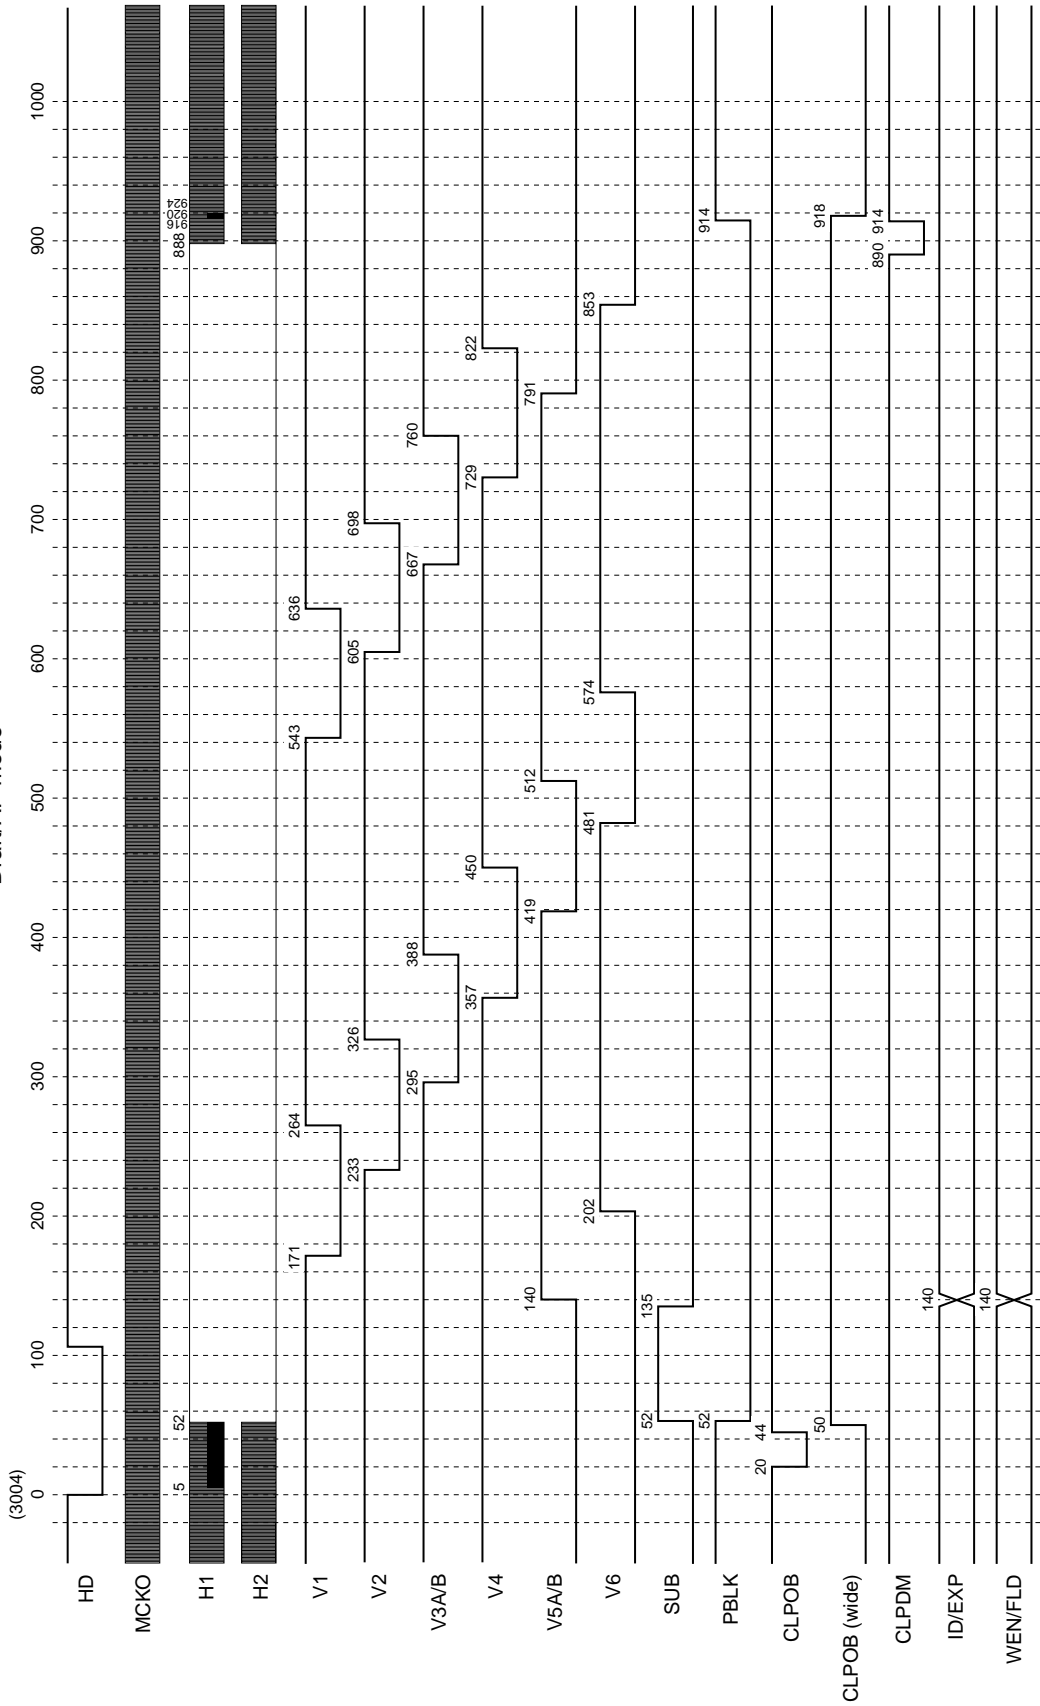 (3004)
0 100 200 300 400 500 600 700 800 900 1000
HD
MCKO
H1 5 52 888 916 920 924
H2
V1 171 264 543 636
V2 233 326 605 698
V3A/B 295 388 667 760
V4 357 450 729 822
V5A/B 140 419 512 791
V6 202 481 574 853
SUB 52 135
PBLK 52 914
CLPOB 20 44
CLPOB (wide) 50 918
CLPDM 890 914
ID/EXP 140
WEN/FLD 140